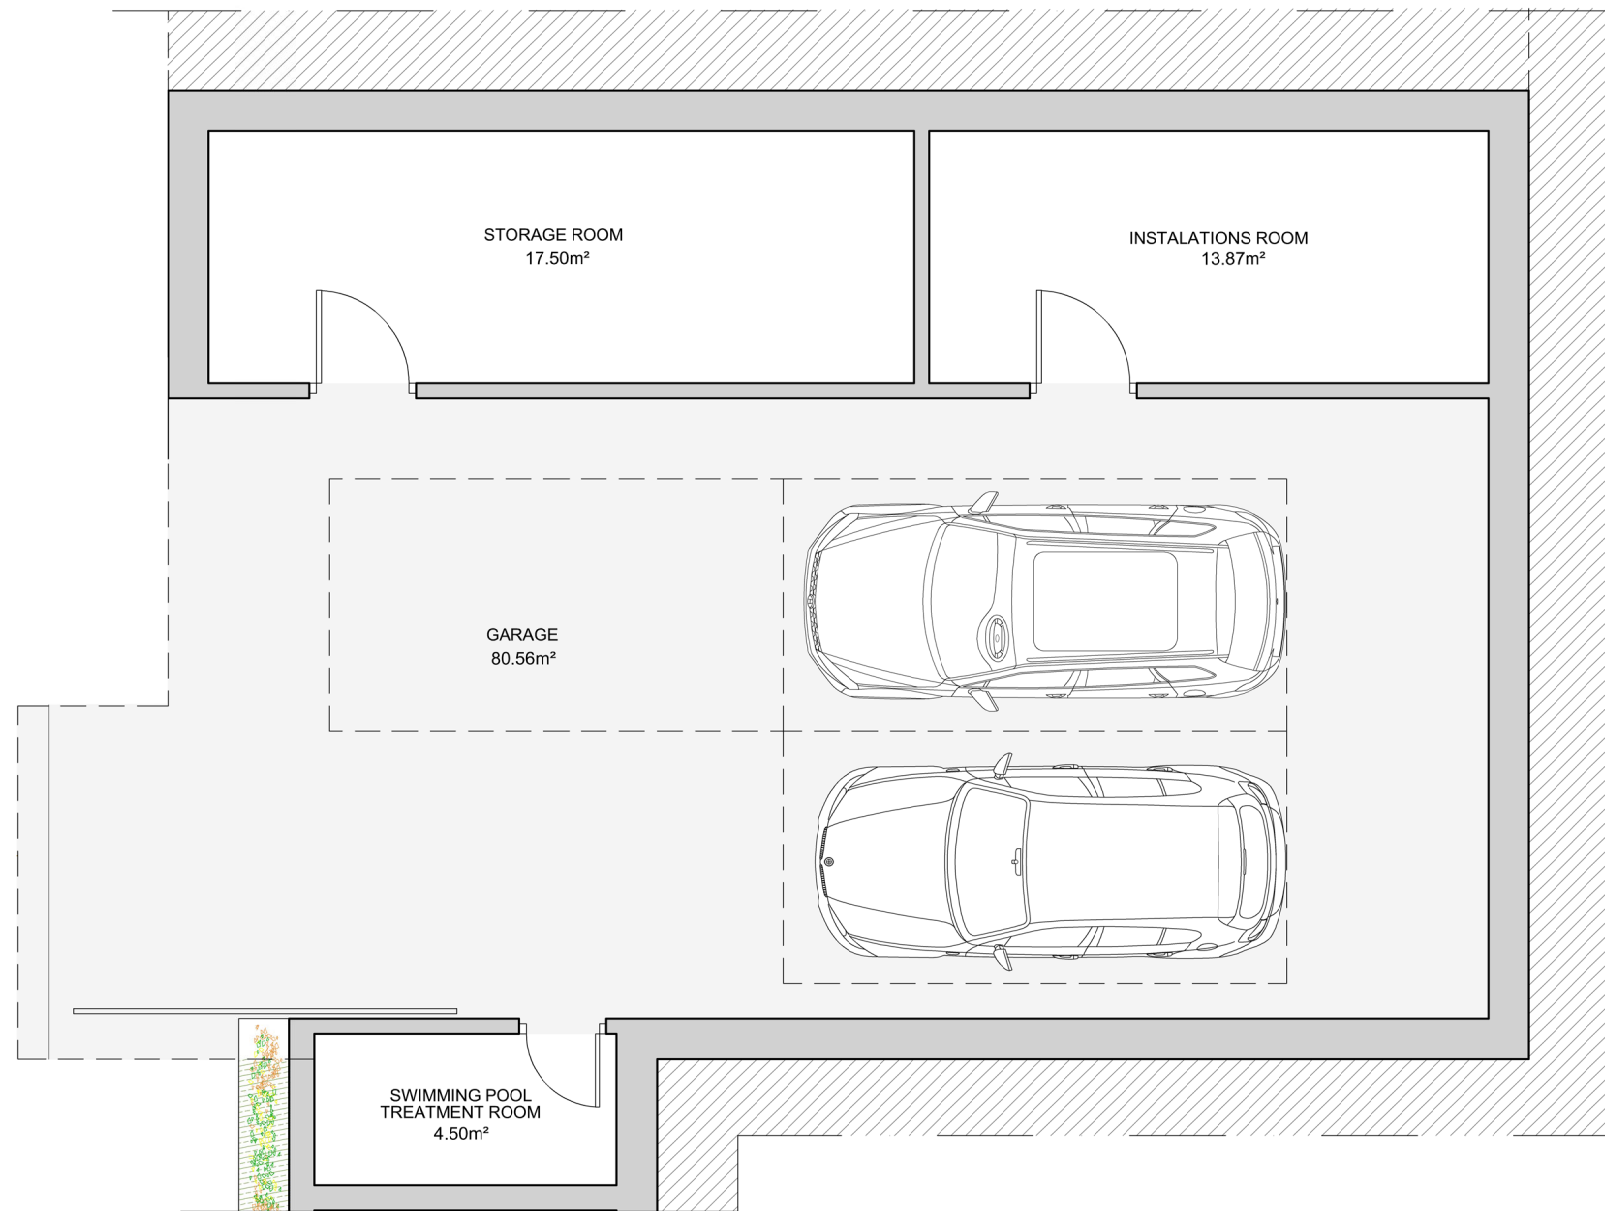 STORAGE ROOM
17.50m²
INSTALATIONS ROOM
13.87m²
GARAGE
80.56m²
SWIMMING POOL
TREATMENT ROOM
4.50m²